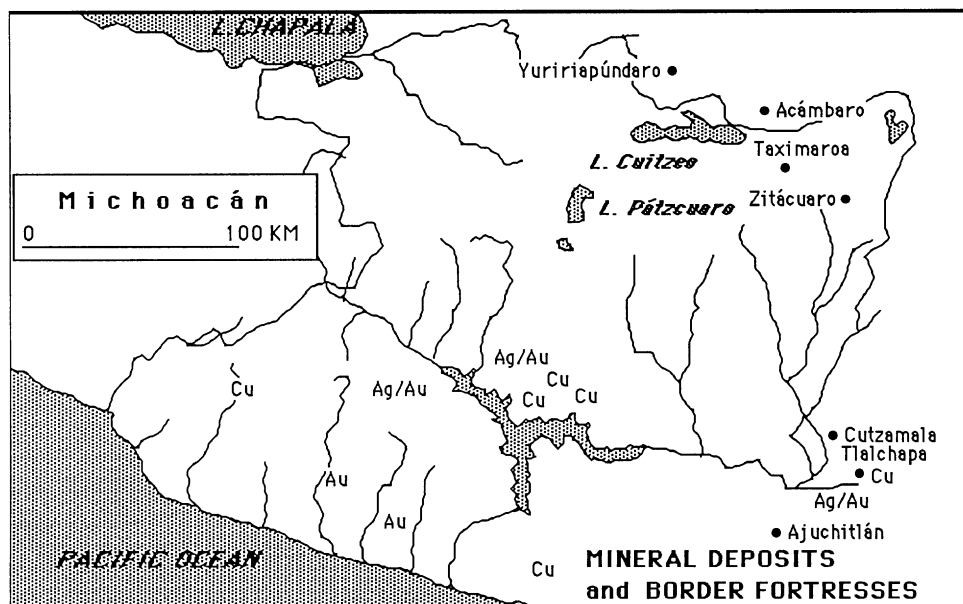 L. CHAPALA
Yuririapúndaro
Acámbaro
L. Cuitzeo
Taximaroa
Michoacán
0 100 KM
L. Pátzcuaro
Zitácuaro
Ag/Au
Cu
Cu
Ag/Au
Cu
Cu
Cutzamala
Tlalchapa
Cu
Au
Ag/Au
Au
Ajuchitlán
PACIFIC OCEAN
Cu
MINERAL DEPOSITS
and BORDER FORTRESSES